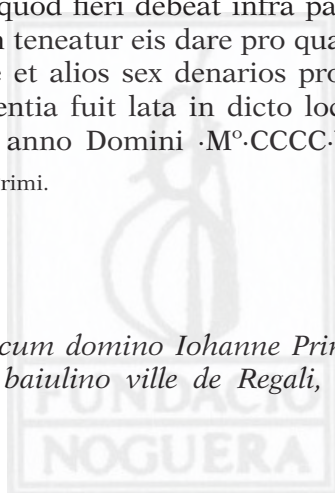 quod fieri debeat infra pa
teneatur eis dare pro qua
et alios sex denarios pro
entia fuit lata in dicto loc
anno Domini ·Mº·CCCC·
rimi.
cum domino Iohanne Prin
baiulino ville de Regali,
FUNDACIÓ
NOGUERA